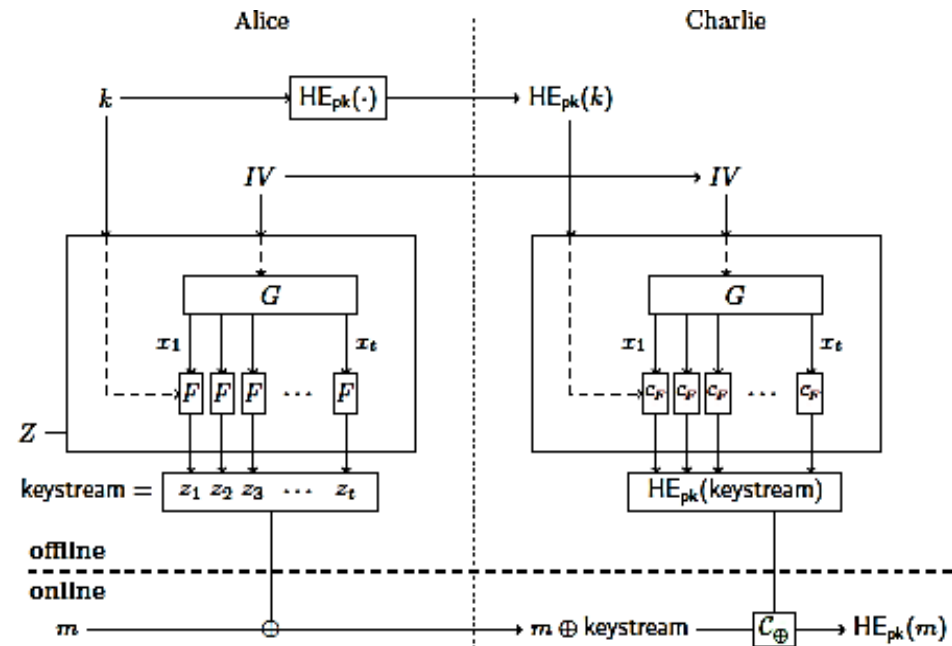 Alice Charlie
k HE_pk(·) HE_pk(k)
IV IV
G G
x_1 x_t x_1 x_t
F F F ... F C_F C_F C_F ... C_F
Z
keystream = z_1 z_2 z_3 ... z_t HE_pk(keystream)
offline
online
m ⊕ m ⊕ keystream C_⊕ HE_pk(m)